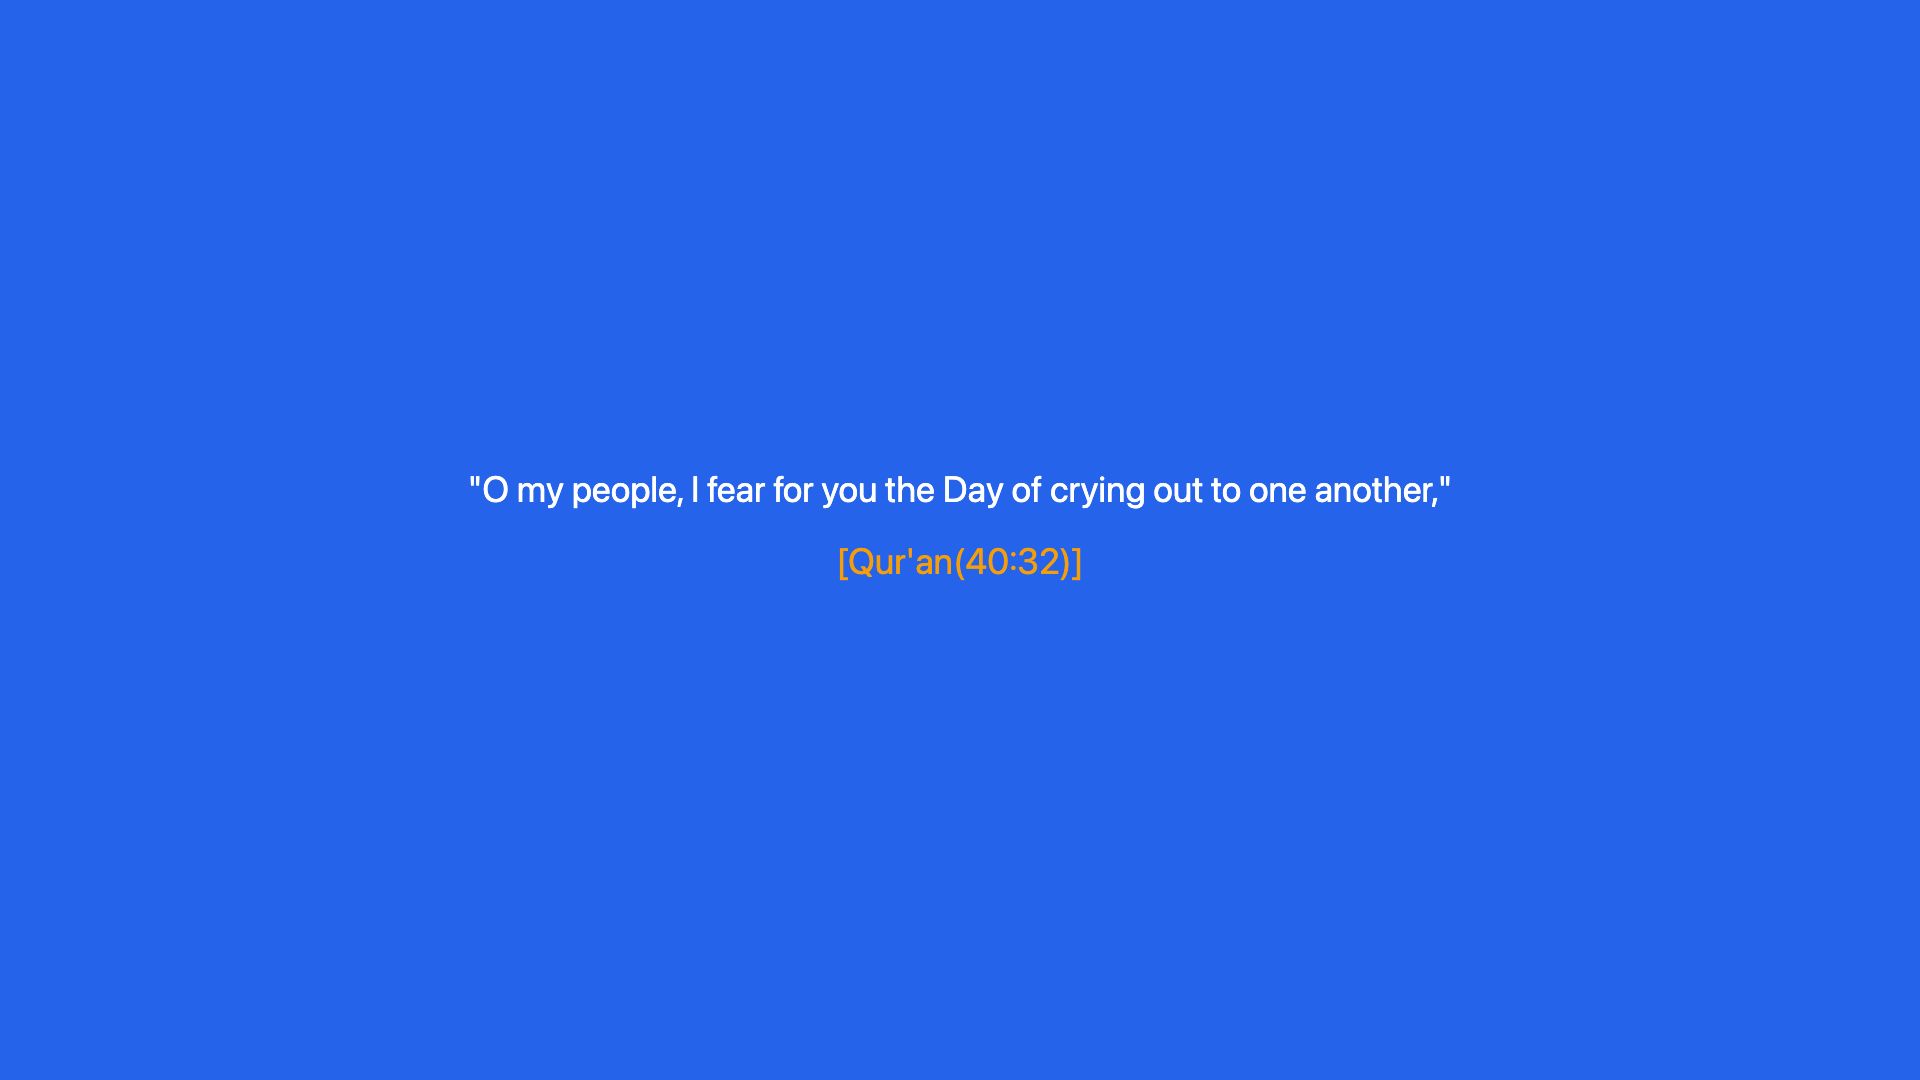 "O my people, I fear for you the Day of crying out to one another,"
[Qur'an(40:32)]